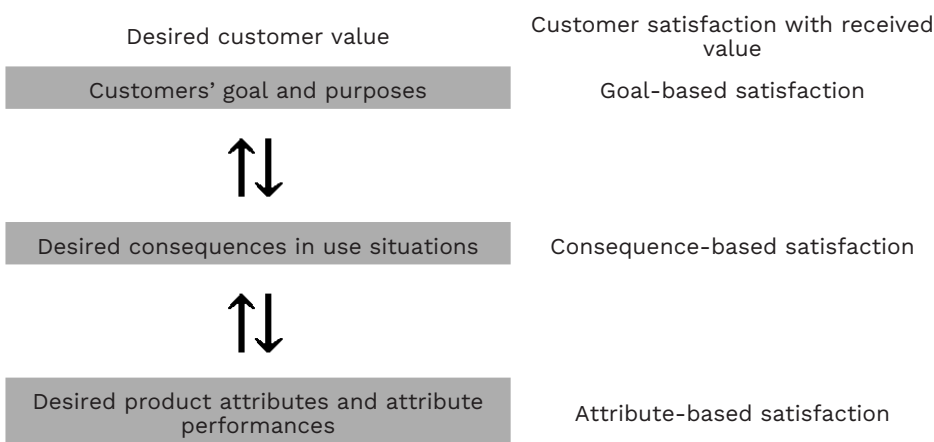 Desired customer value
Customer satisfaction with received
value
Customers’ goal and purposes
Goal-based satisfaction
Desired consequences in use situations
Consequence-based satisfaction
Desired product attributes and attribute
performances
Attribute-based satisfaction